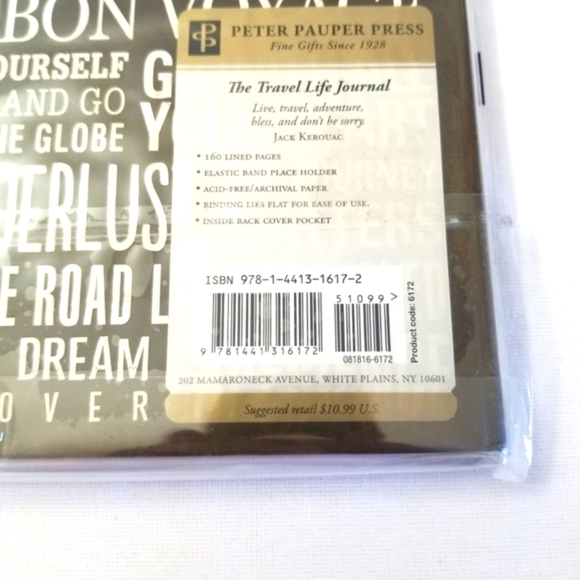 BON VOYAGE
OURSELF
AND GO
HE GLOBE
G
Y
DERLUS
E ROAD L
DREAM
OVER
PETER PAUPER PRESS
Fine Gifts Since 1928
The Travel Life Journal
Live, travel, adventure,
bless, and don't be sorry.
JACK KEROUAC
• 160 LINED PAGES
• ELASTIC BAND PLACE HOLDER
• ACID-FREE/ARCHIVAL PAPER
• BINDING LIES FLAT FOR EASE OF USE.
• INSIDE BACK COVER POCKET
ISBN 978-1-4413-1617-2
51099>
9 781441 316172
081816-6172
Product code: 6172
202 MAMARONECK AVENUE, WHITE PLAINS, NY 10601
Suggested retail $10.99 U.S.